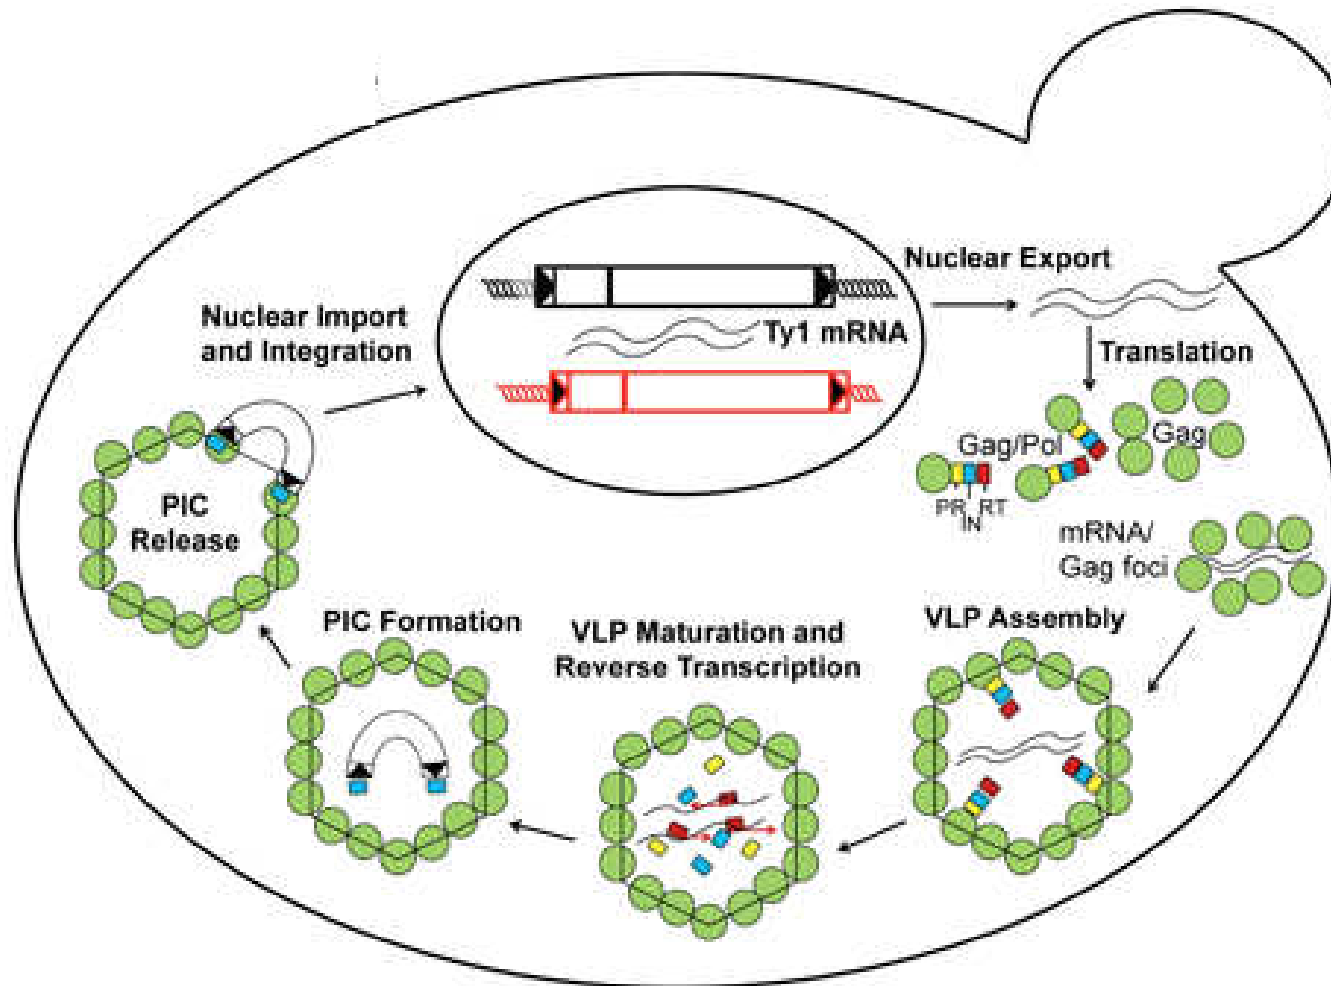 Nuclear Export
Ty1 mRNA
Nuclear Import
and Integration
Translation
Gag/Pol
Gag
PR
IN
RT
mRNA/
Gag foci
VLP Assembly
VLP Maturation and
Reverse Transcription
PIC Formation
PIC
Release